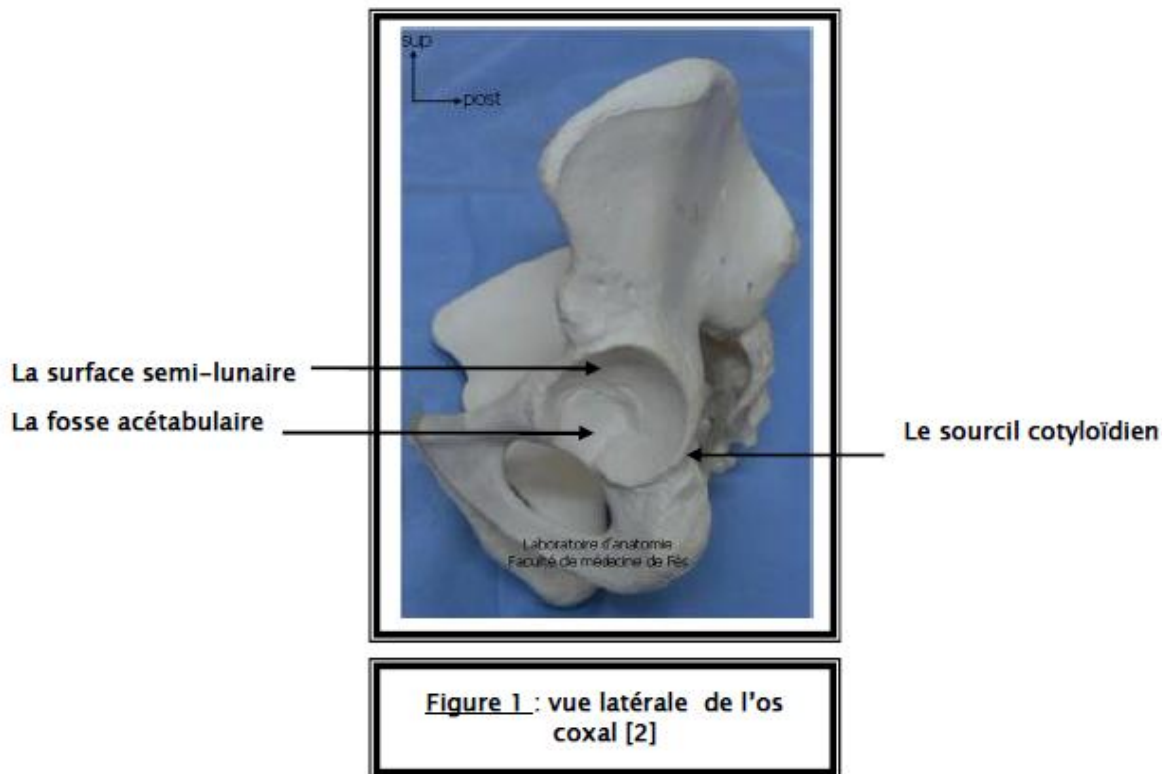 sup
post
La surface semi-lunaire
La fosse acétabulaire
Le sourcil cotyloïdien
Laboratoire d'anatomie
Faculté de médecine de Fès
Figure 1 : vue latérale de l'os
coxal [2]